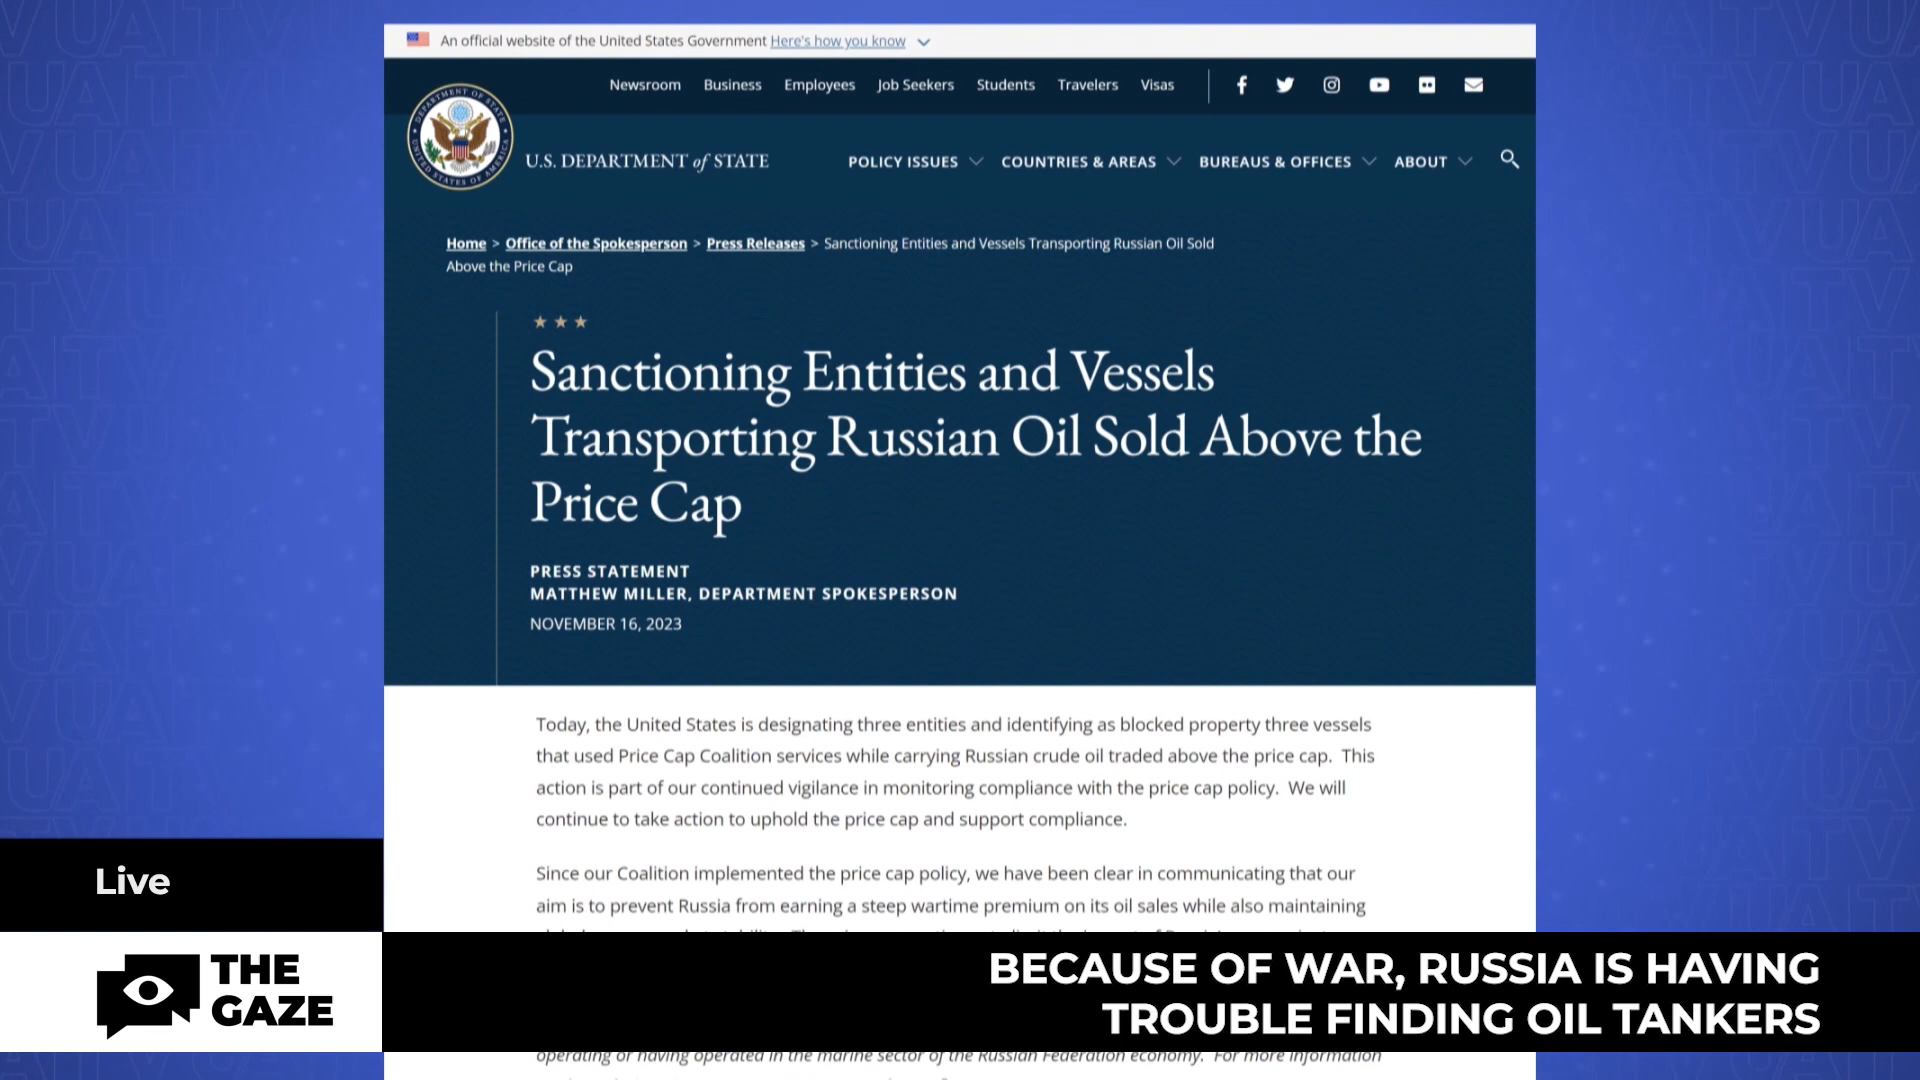 An official website of the United States Government Here's how you know
Newsroom Business Employees Job Seekers Students Travelers Visas
U.S. DEPARTMENT of STATE
POLICY ISSUES COUNTRIES & AREAS BUREAUS & OFFICES ABOUT
DEPARTMENT OF STATE
UNITED STATES OF AMERICA
Home > Office of the Spokesperson > Press Releases > Sanctioning Entities and Vessels Transporting Russian Oil Sold
Above the Price Cap
Sanctioning Entities and Vessels
Transporting Russian Oil Sold Above the
Price Cap
PRESS STATEMENT
MATTHEW MILLER, DEPARTMENT SPOKESPERSON
NOVEMBER 16, 2023
Today, the United States is designating three entities and identifying as blocked property three vessels
that used Price Cap Coalition services while carrying Russian crude oil traded above the price cap. This
action is part of our continued vigilance in monitoring compliance with the price cap policy. We will
continue to take action to uphold the price cap and support compliance.
Since our Coalition implemented the price cap policy, we have been clear in communicating that our
aim is to prevent Russia from earning a steep wartime premium on its oil sales while also maintaining
Live
THE
GAZE
BECAUSE OF WAR, RUSSIA IS HAVING
TROUBLE FINDING OIL TANKERS
operating or having operated in the marine sector of the Russian Federation economy. For more information